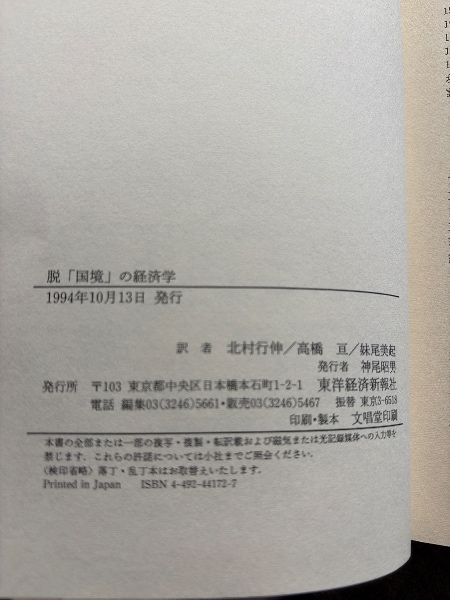 脱「国境」の経済学
1994年10月13日 発行
訳 者 北村行伸／高橋 亘／妹尾美起
発行者 神尾昭男
発行所 〒103 東京都中央区日本橋本石町1-2-1 東洋経済新報社
電話 編集03(3246)5661・販売03(3246)5467 振替 東京3-6518
印刷・製本 文唱堂印刷
本書の全部または一部の複写・複製・転訳載および磁気または光記録媒体への入力等を
禁じます。これらの許諾については小社までご照会ください。
〈検印省略〉落丁・乱丁本はお取替えいたします。
Printed in Japan ISBN 4-492-44172-7